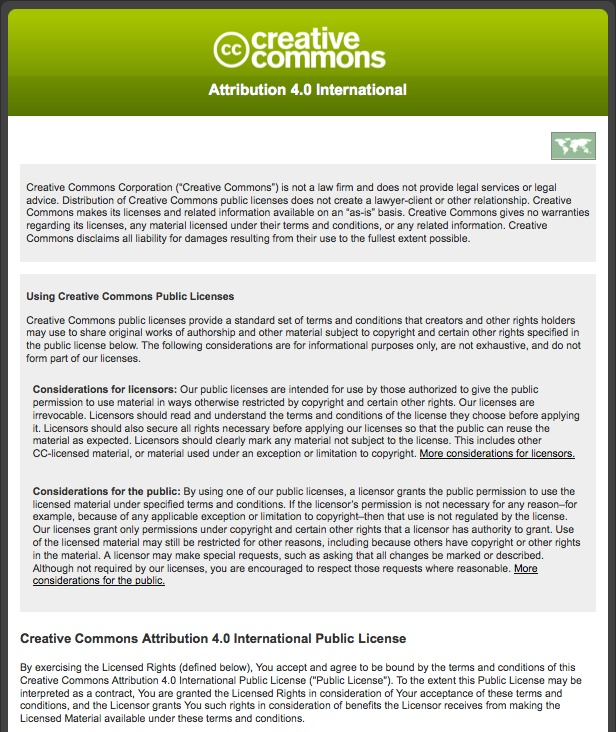 cc creative
commons
Attribution 4.0 International
Creative Commons Corporation (“Creative Commons”) is not a law firm and does not provide legal services or legal
advice. Distribution of Creative Commons public licenses does not create a lawyer-client or other relationship. Creative
Commons makes its licenses and related information available on an “as-is” basis. Creative Commons gives no warranties
regarding its licenses, any material licensed under their terms and conditions, or any related information. Creative
Commons disclaims all liability for damages resulting from their use to the fullest extent possible.
Using Creative Commons Public Licenses
Creative Commons public licenses provide a standard set of terms and conditions that creators and other rights holders
may use to share original works of authorship and other material subject to copyright and certain other rights specified in
the public license below. The following considerations are for informational purposes only, are not exhaustive, and do not
form part of our licenses.
Considerations for licensors: Our public licenses are intended for use by those authorized to give the public
permission to use material in ways otherwise restricted by copyright and certain other rights. Our licenses are
irrevocable. Licensors should read and understand the terms and conditions of the license they choose before applying
it. Licensors should also secure all rights necessary before applying our licenses so that the public can reuse the
material as expected. Licensors should clearly mark any material not subject to the license. This includes other
CC-licensed material, or material used under an exception or limitation to copyright. More considerations for licensors.
Considerations for the public: By using one of our public licenses, a licensor grants the public permission to use the
licensed material under specified terms and conditions. If the licensor’s permission is not necessary for any reason–for
example, because of any applicable exception or limitation to copyright–then that use is not regulated by the license.
Our licenses grant only permissions under copyright and certain other rights that a licensor has authority to grant. Use
of the licensed material may still be restricted for other reasons, including because others have copyright or other rights
in the material. A licensor may make special requests, such as asking that all changes be marked or described.
Although not required by our licenses, you are encouraged to respect those requests where reasonable. More
considerations for the public.
Creative Commons Attribution 4.0 International Public License
By exercising the Licensed Rights (defined below), You accept and agree to be bound by the terms and conditions of this
Creative Commons Attribution 4.0 International Public License ("Public License"). To the extent this Public License may be
interpreted as a contract, You are granted the Licensed Rights in consideration of Your acceptance of these terms and
conditions, and the Licensor grants You such rights in consideration of benefits the Licensor receives from making the
Licensed Material available under these terms and conditions.